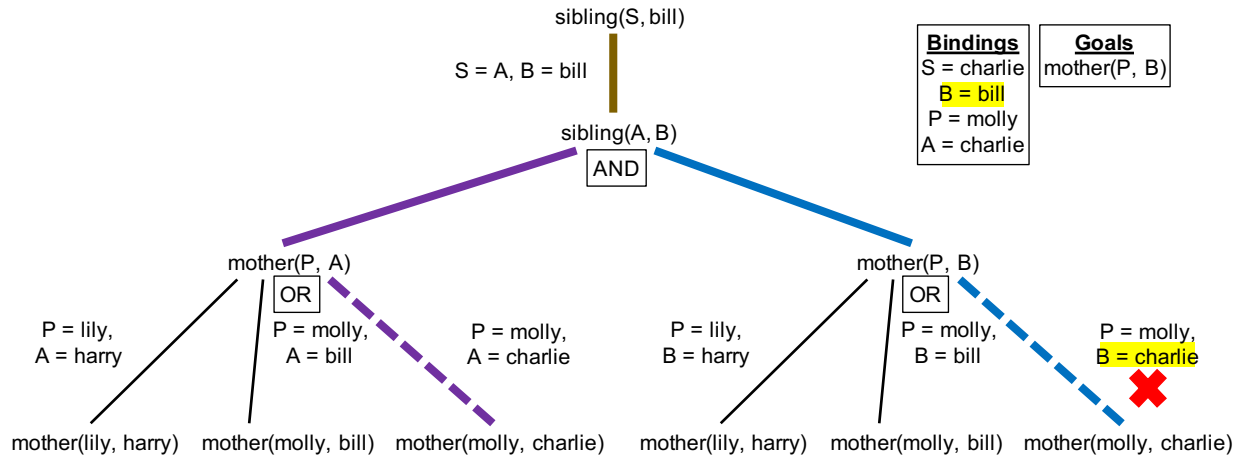 sibling(S, bill)
S = A, B = bill
Bindings
S = charlie
B = bill
P = molly
A = charlie
Goals
mother(P, B)
sibling(A, B)
AND
mother(P, A)
OR
P = lily,
A = harry
P = molly,
A = bill
P = molly,
A = charlie
mother(P, B)
OR
P = lily,
B = harry
P = molly,
B = bill
P = molly,
B = charlie
mother(lily, harry)
mother(molly, bill)
mother(molly, charlie)
mother(lily, harry)
mother(molly, bill)
mother(molly, charlie)